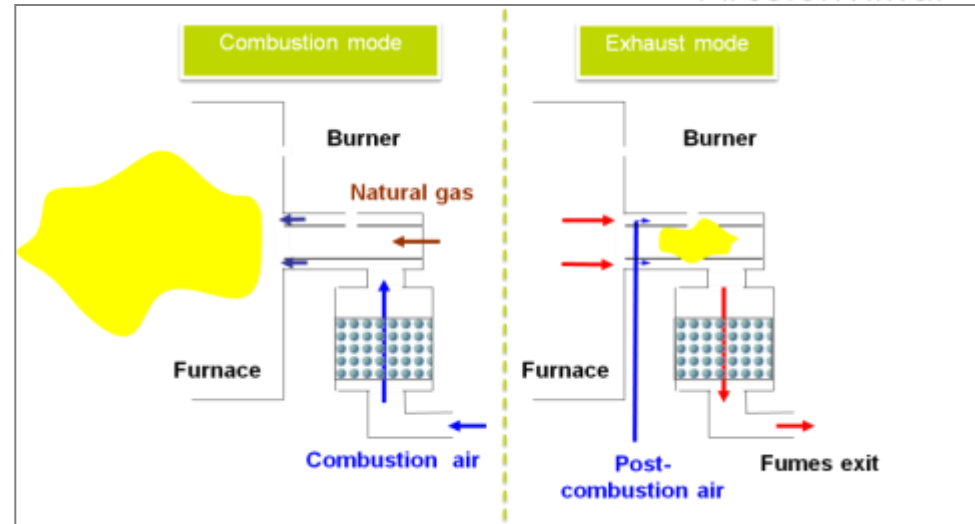 Combustion mode
Exhaust mode
Burner
Burner
Natural gas
Furnace
Furnace
Combustion air
Post-
combustion air
Fumes exit